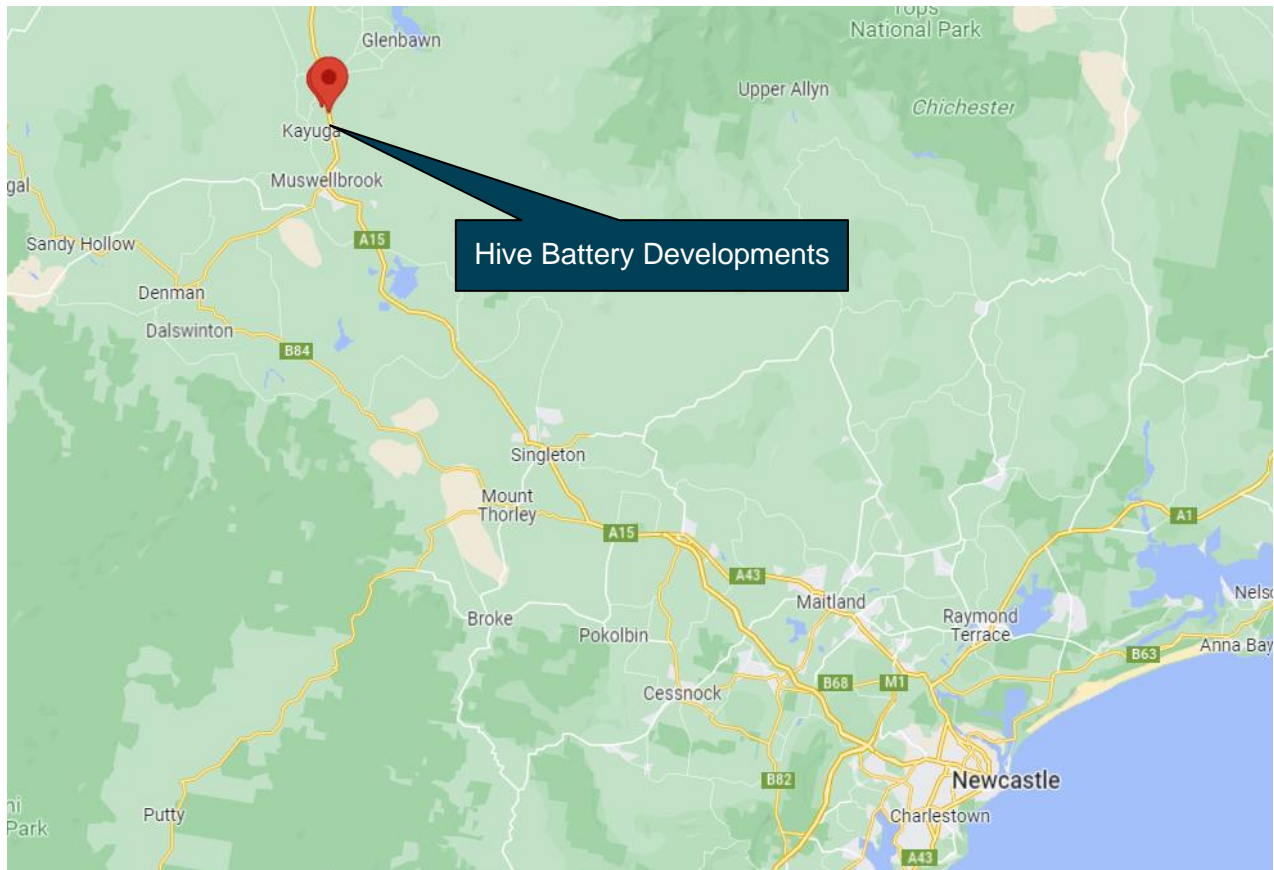 Tops
National Park
Glenbawn
Upper Allyn
Chichester
Kayuga
Muswellbrook
gal
Hive Battery Developments
A15
Sandy Hollow
Denman
Dalswinton
B84
Singleton
Mount
Thorley
A15
A1
A43
Maitland
Raymond
Terrace
Nelso
Broke
Pokolbin
B63
Anna Bay
Cessnock
B68
M1
B82
Newcastle
Putty
ni
Park
Charlestown
A43